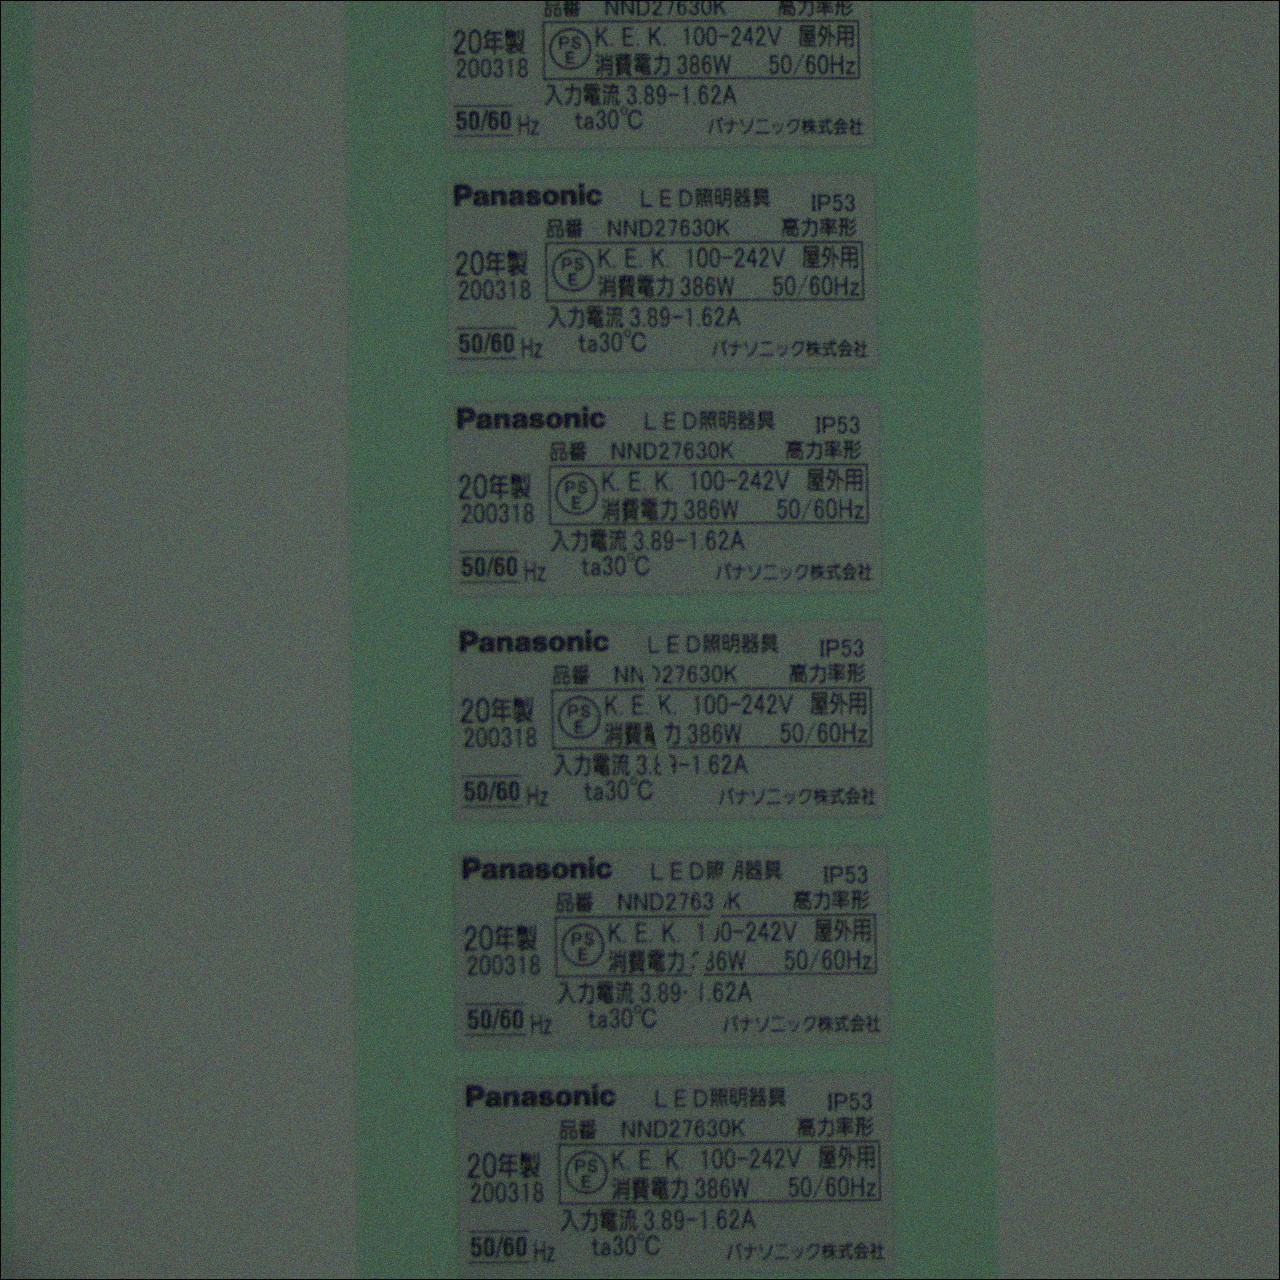 品番 NND27630K 高力率形
20年製 K. E. K. 100-242V 屋外用
200318 消費電力 386W 50/60Hz
入力電流 3.89-1.62A
50/60 Hz ta30℃ パナソニック株式会社
Panasonic LED照明器具 IP53
品番 NND27630K 高力率形
20年製 PS E K. E. K. 100-242V 屋外用
200318 消費電力 386W 50/60Hz
入力電流 3.89-1.62A
50/60 Hz ta30℃ パナソニック株式会社
Panasonic LED照明器具 IP53
品番 NND27630K 高力率形
20年製 PS E K. E. K. 100-242V 屋外用
200318 消費電力 386W 50/60Hz
入力電流 3.89-1.62A
50/60 Hz ta30℃ パナソニック株式会社
Panasonic LED照明器具 IP53
品番 高力率形
20年製 PS E K. E. K. 100-242V 屋外用
200318 386W 50/60Hz
入力電流
50/60 Hz ta30℃ パナソニック株式会社
Panasonic IP53
品番 高力率形
20年製 PS E K. E. K. 屋外用
200318 消費電力 50/60Hz
入力電流
50/60 Hz ta30℃ パナソニック株式会社
Panasonic LED照明器具 IP53
品番 NND27630K 高力率形
20年製 PS E K. E. K. 100-242V 屋外用
200318 消費電力 386W 50/60Hz
入力電流 3.89-1.62A
50/60 Hz ta30℃ パナソニック株式会社